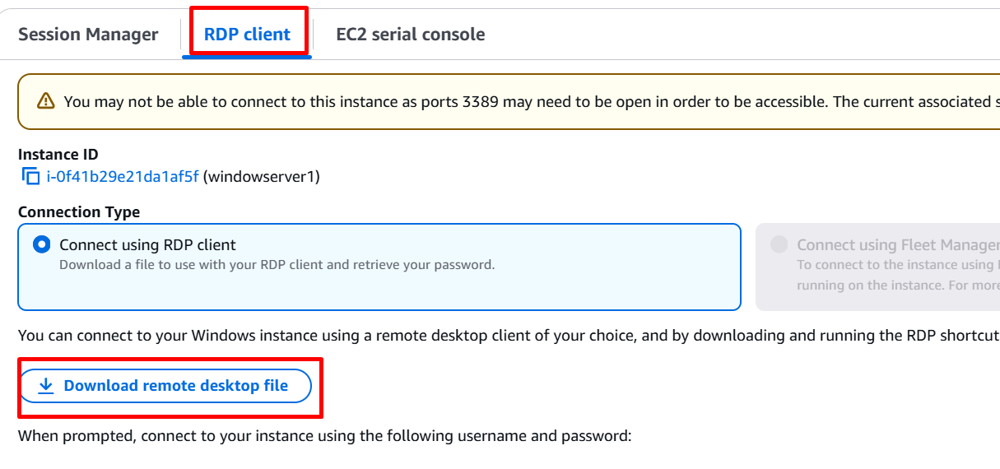 Session Manager
RDP client
EC2 serial console
You may not be able to connect to this instance as ports 3389 may need to be open in order to be accessible. The current associated s
Instance ID
i-0f41b29e21da1af5f (windowserver1)
Connection Type
Connect using RDP client
Download a file to use with your RDP client and retrieve your password.
Connect using Fleet Manager
To connect to the instance using
running on the instance. For more
You can connect to your Windows instance using a remote desktop client of your choice, and by downloading and running the RDP shortcut
Download remote desktop file
When prompted, connect to your instance using the following username and password: